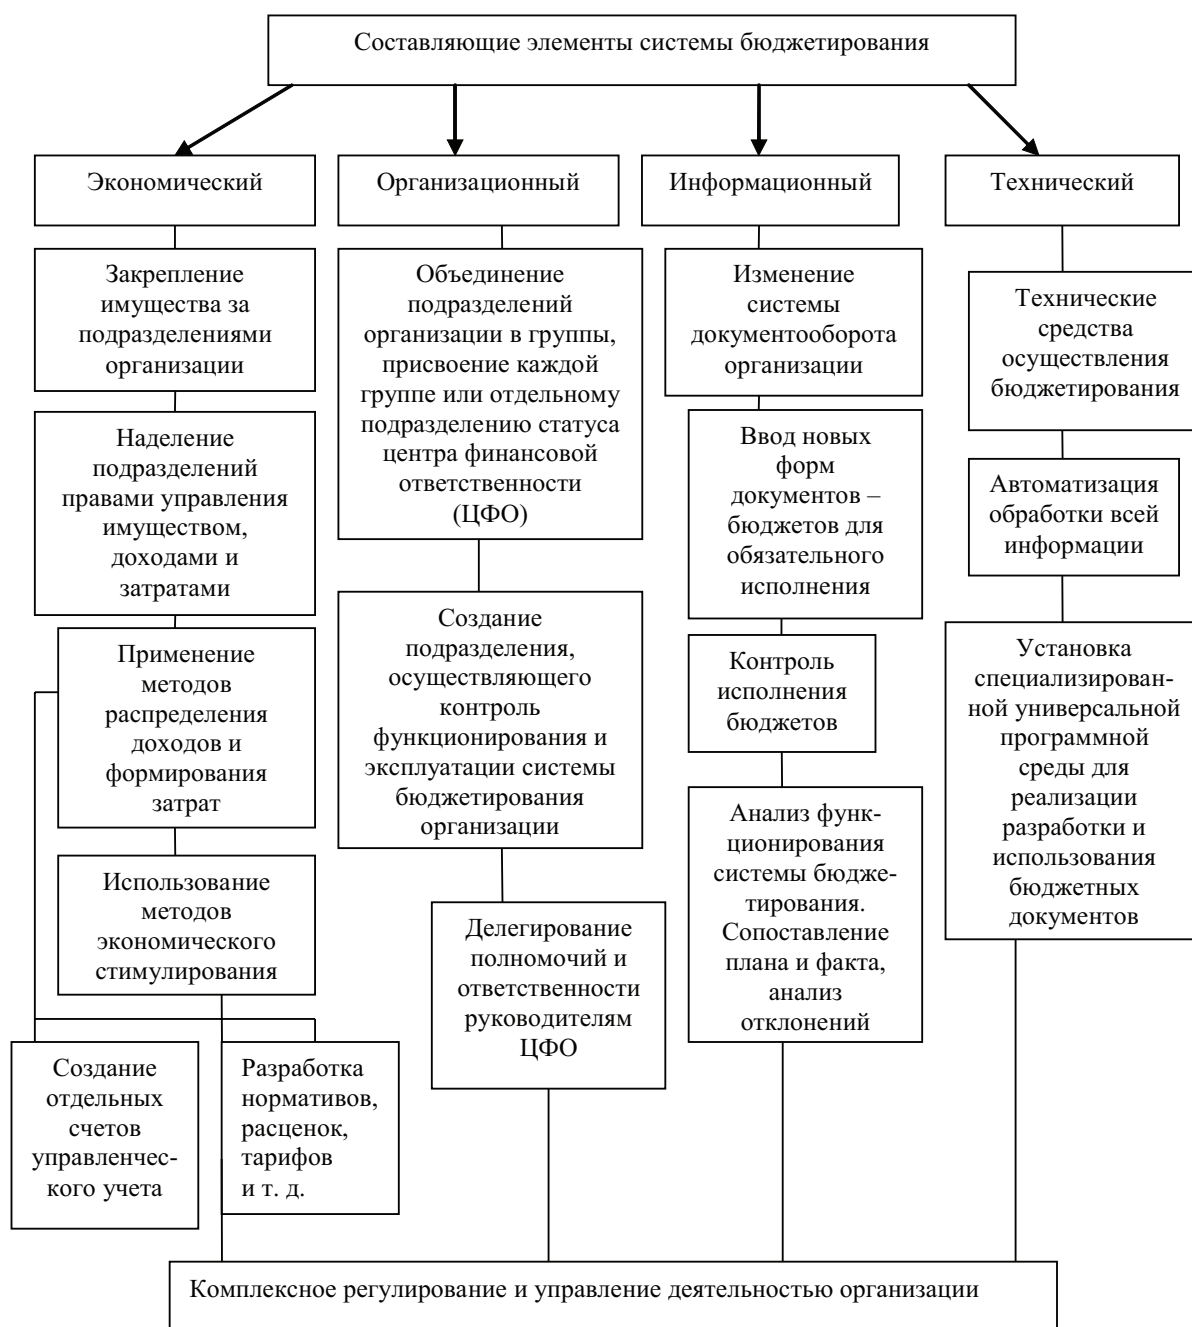 Составляющие элементы системы бюджетирования
Экономический
Организационный
Информационный
Технический
Закрепление
имущества за
подразделениями
организации
Наделение
подразделений
правами управления
имуществом,
доходами и
затратами
Применение
методов
распределения
доходов и
формирования
затрат
Использование
методов
экономического
стимулирования
Создание
отдельных
счетов
управленчес-
кого учета
Разработка
нормативов,
расценок,
тарифов
и т. д.
Объединение
подразделений
организации в группы,
присвоение каждой
группе или отдельному
подразделению статуса
центра финансовой
ответственности
(ЦФО)
Создание
подразделения,
осуществляющего
контроль
функционирования и
эксплуатации системы
бюджетирования
организации
Делегирование
полномочий и
ответственности
руководителям
ЦФО
Изменение
системы
документооборота
организации
Ввод новых
форм
документов –
бюджетов для
обязательного
исполнения
Контроль
исполнения
бюджетов
Анализ функ-
ционирования
системы бюдже-
тирования.
Сопоставление
плана и факта,
анализ
отклонений
Технические
средства
осуществления
бюджетирования
Автоматизация
обработки всей
информации
Установка
специализирован-
ной универсальной
программной
среды для
реализации
разработки и
использования
бюджетных
документов
Комплексное регулирование и управление деятельностью организации